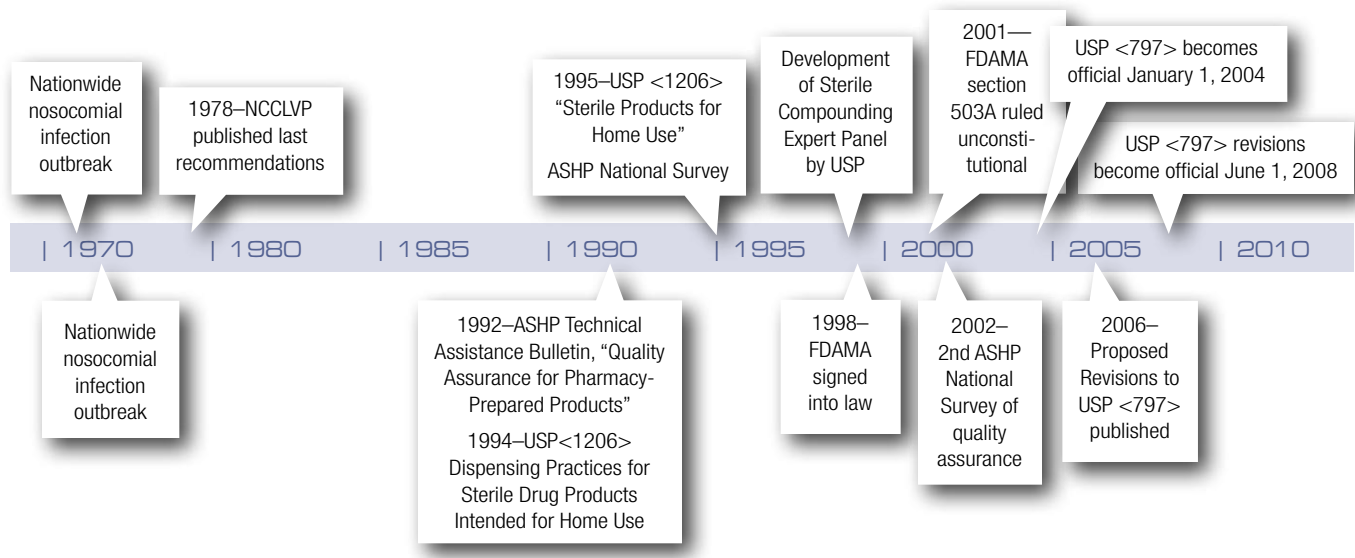 Nationwide
nosocomial
infection
outbreak
1978–NCCLVP
published last
recommendations
1995–USP <1206>
“Sterile Products for
Home Use”
ASHP National Survey
Development
of Sterile
Compounding
Expert Panel
by USP
2001—
FDAMA
section
503A ruled
unconsti-
tutional
USP <797> becomes
official January 1, 2004
USP <797> revisions
become official June 1, 2008
| 1970 | 1980 | 1985 | 1990 | 1995 | 2000 | 2005 | 2010
Nationwide
nosocomial
infection
outbreak
1992–ASHP Technical
Assistance Bulletin, “Quality
Assurance for Pharmacy-
Prepared Products”
1994–USP<1206>
Dispensing Practices for
Sterile Drug Products
Intended for Home Use
1998–
FDAMA
signed
into law
2002–
2nd ASHP
National
Survey of
quality
assurance
2006–
Proposed
Revisions to
USP <797>
published